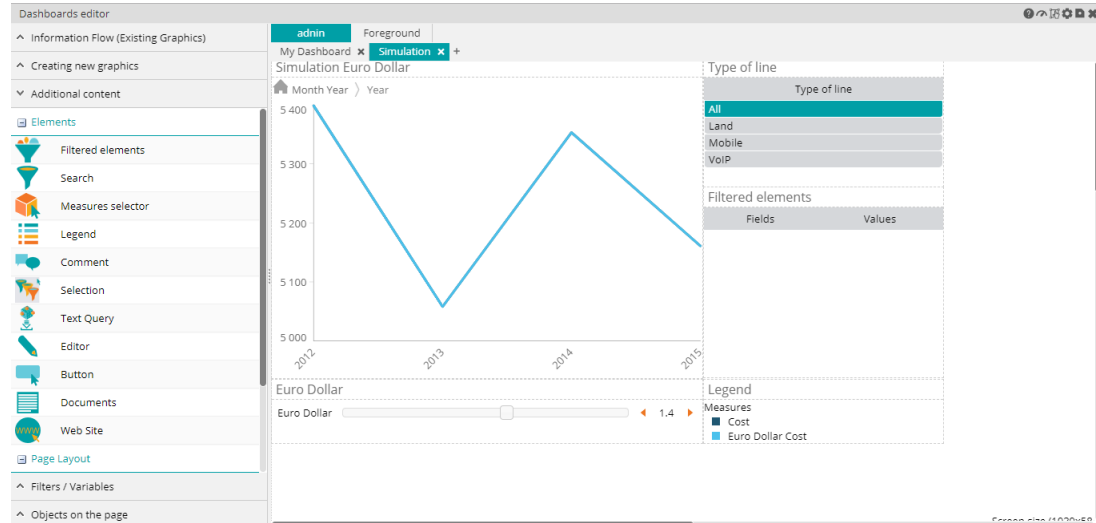 Dashboards editor
Information Flow (Existing Graphics)
Creating new graphics
Additional content
Elements
Filtered elements
Search
Measures selector
Legend
Comment
Selection
Text Query
Editor
Button
Documents
www
Web Site
Page Layout
Filters / Variables
Objects on the page
admin Foreground
My Dashboard Simulation +
Simulation Euro Dollar
Month Year Year
5 400
5 300
5 200
5 100
5 000
2012 2013 2014 2015
Euro Dollar
Euro Dollar 1.4
Type of line
Type of line
All
Land
Mobile
VoIP
Filtered elements
Fields Values
Legend
Measures
Cost
Euro Dollar Cost